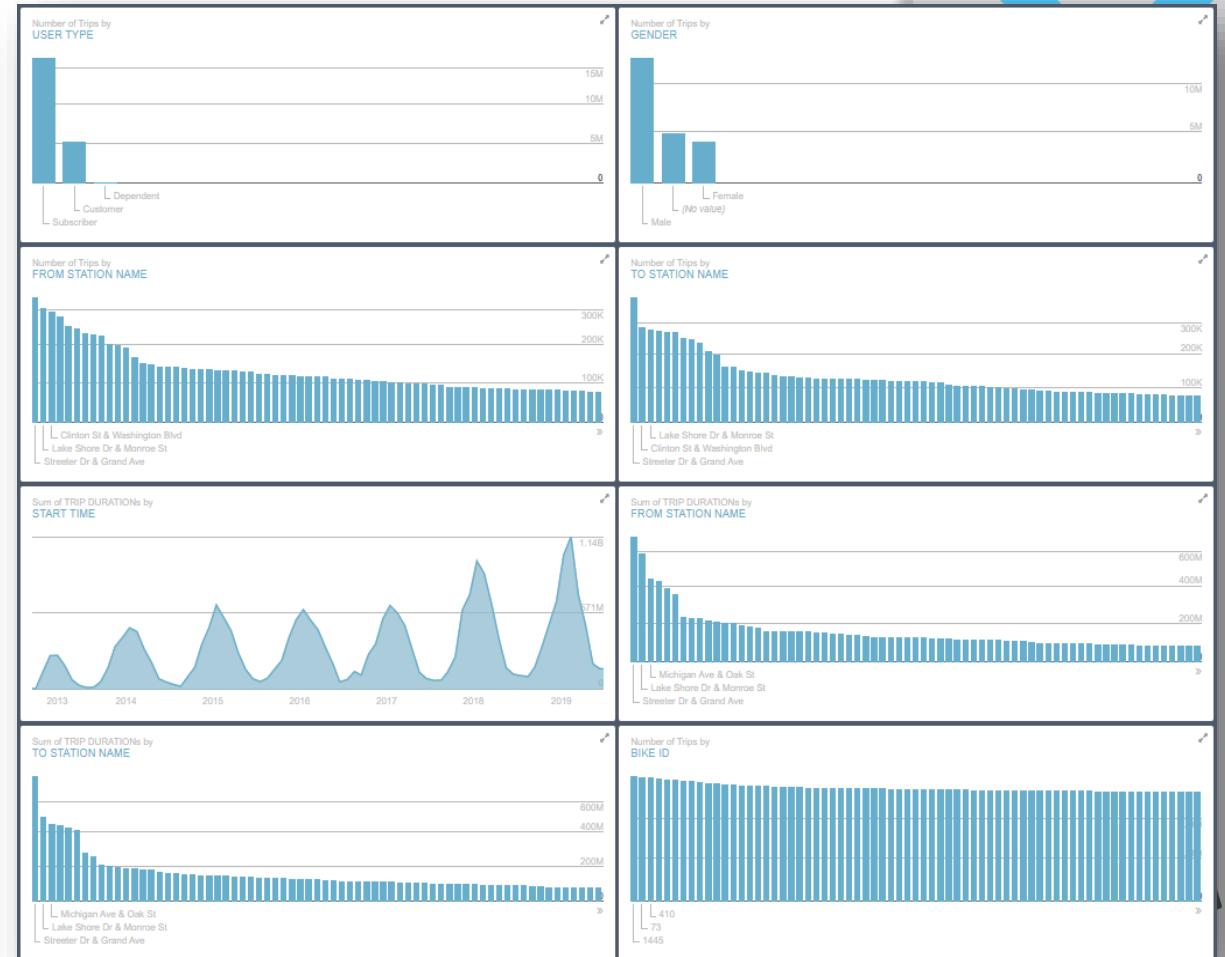 Number of Trips by
USER TYPE
15M
10M
5M
0
Dependent
Customer
Subscriber
Number of Trips by
GENDER
10M
5M
0
Female
(No value)
Male
Number of Trips by
FROM STATION NAME
300K
200K
100K
0
Clinton St & Washington Blvd
Lake Shore Dr & Monroe St
Streeter Dr & Grand Ave
»
Number of Trips by
TO STATION NAME
300K
200K
100K
0
Lake Shore Dr & Monroe St
Clinton St & Washington Blvd
Streeter Dr & Grand Ave
»
Sum of TRIP DURATIONs by
START TIME
1.14B
571M
0
2013 2014 2015 2016 2017 2018 2019
Sum of TRIP DURATIONs by
FROM STATION NAME
600M
400M
200M
0
Michigan Ave & Oak St
Lake Shore Dr & Monroe St
Streeter Dr & Grand Ave
»
Sum of TRIP DURATIONs by
TO STATION NAME
600M
400M
200M
0
Michigan Ave & Oak St
Lake Shore Dr & Monroe St
Streeter Dr & Grand Ave
»
Number of Trips by
BIKE ID
0
410
73
1445
»